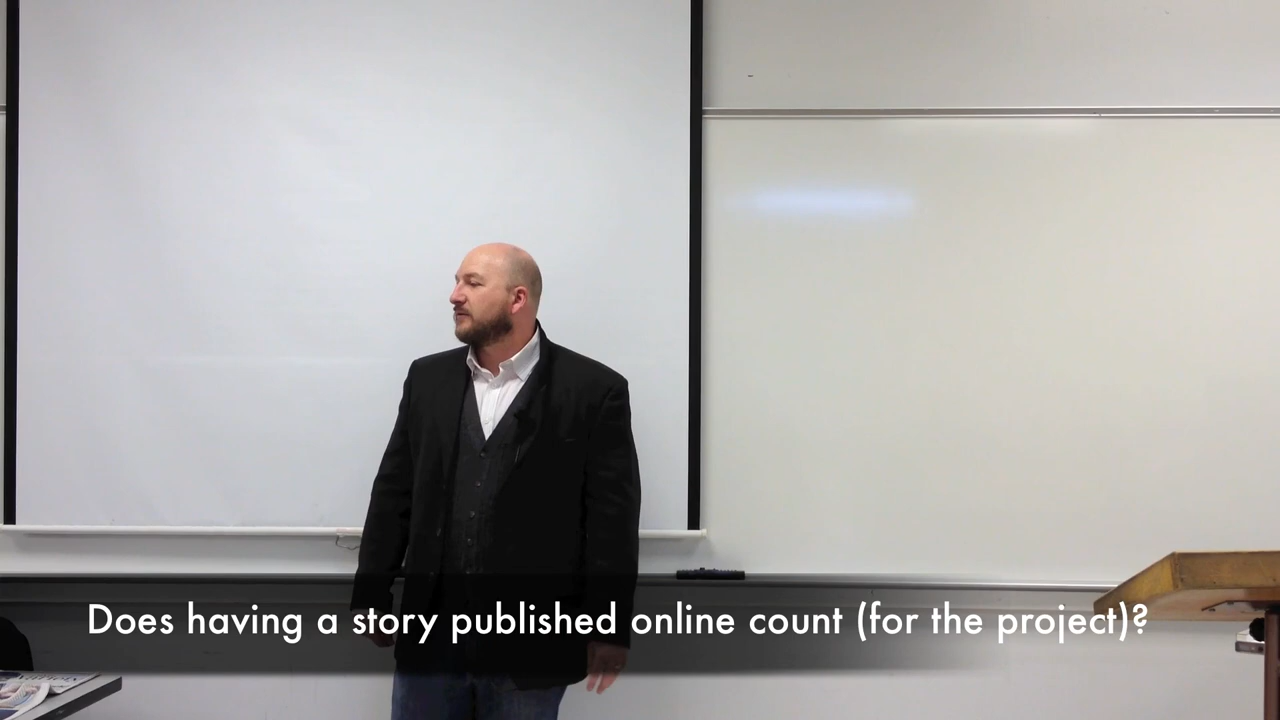 Does having a story published online count (for the project)?